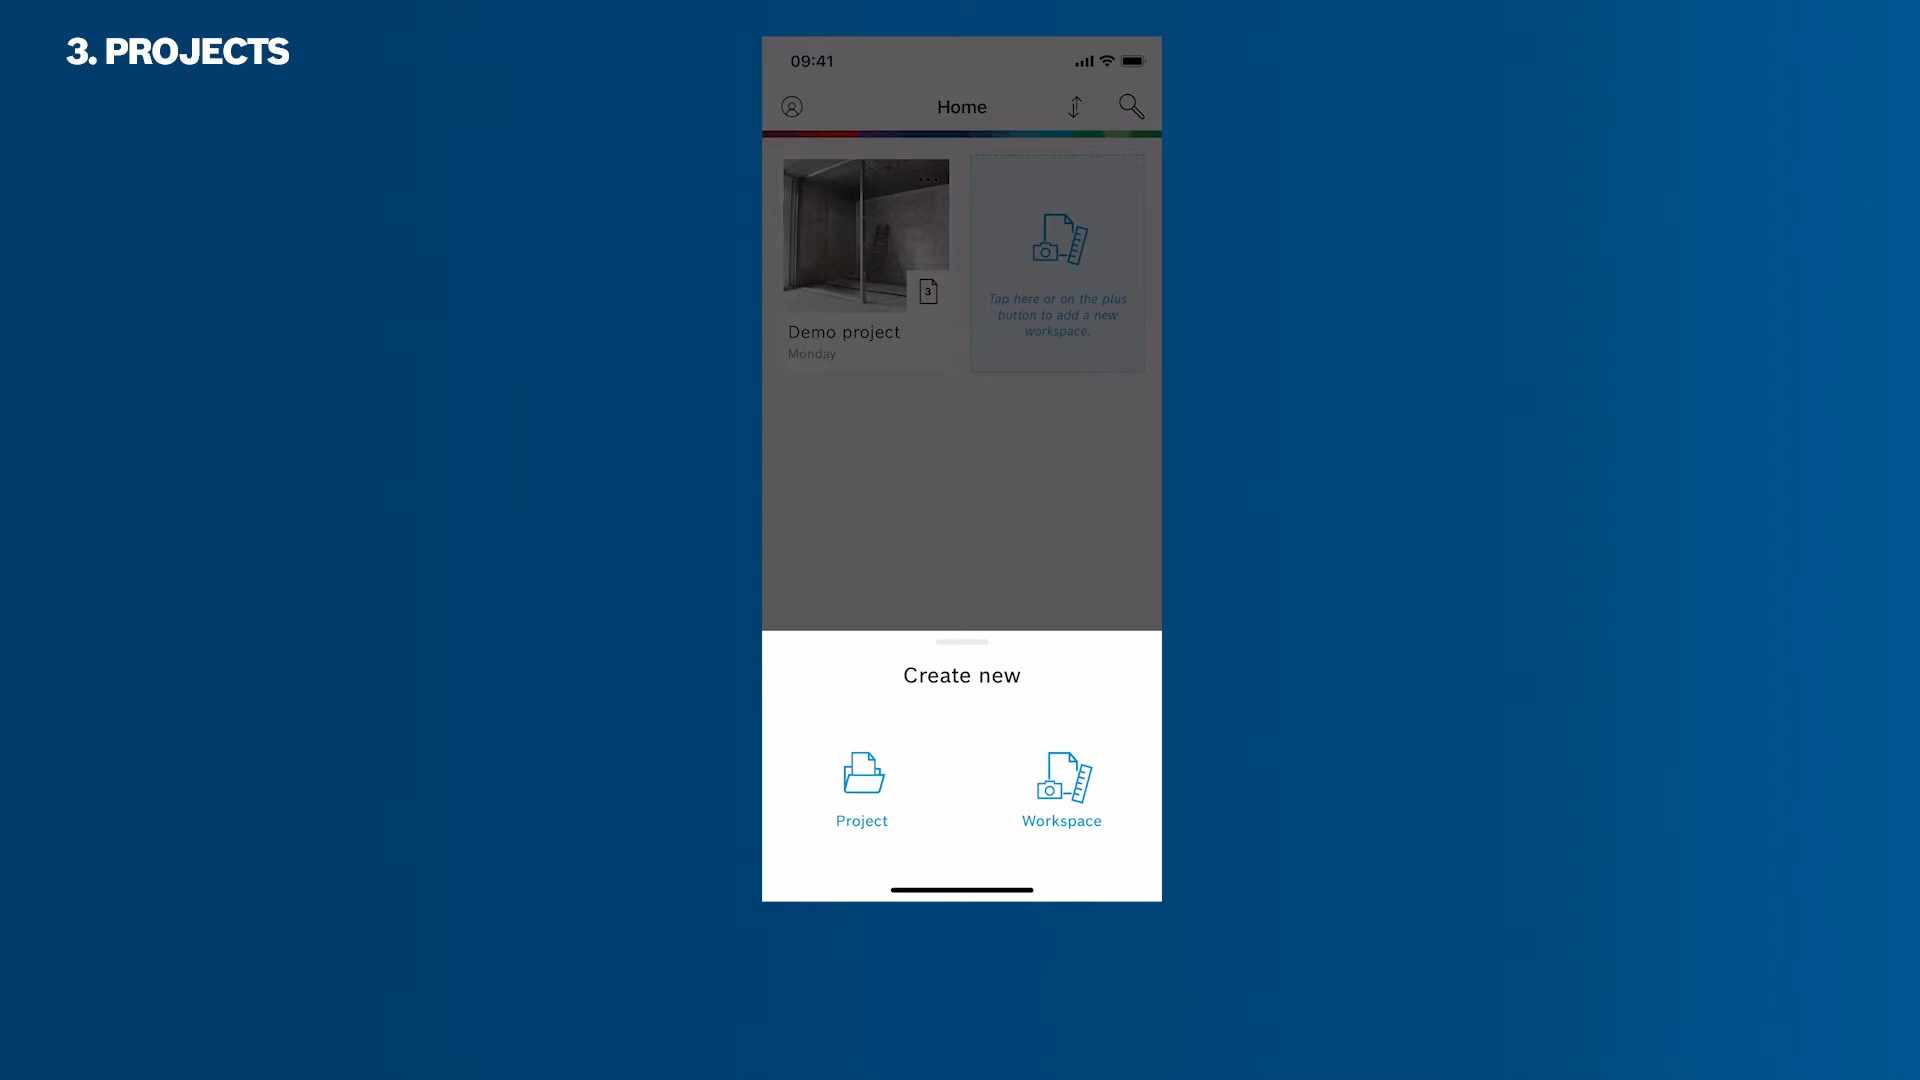 3. PROJECTS
09:41
Home
3
Demo project
Monday
Tap here or on the plus
button to add a new
workspace.
Create new
Project
Workspace